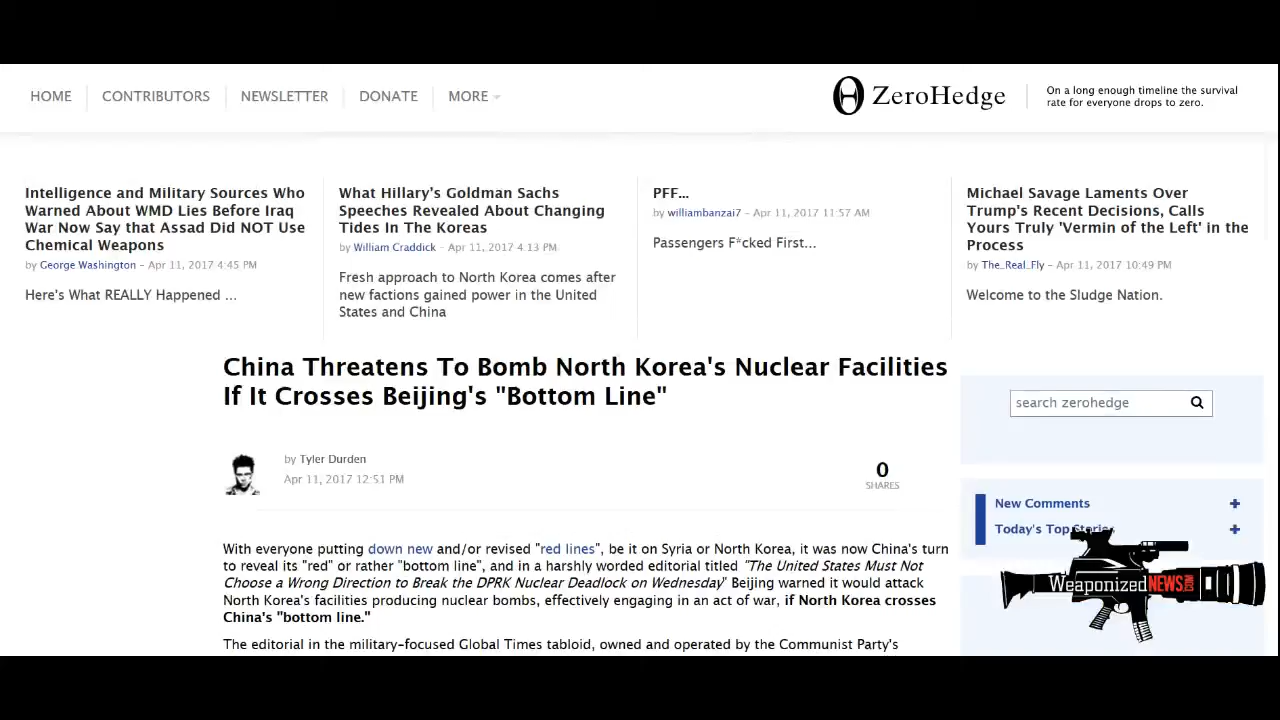 HOME
CONTRIBUTORS
NEWSLETTER
DONATE
MORE
ZeroHedge
On a long enough timeline the survival
rate for everyone drops to zero.
Intelligence and Military Sources Who
Warned About WMD Lies Before Iraq
War Now Say that Assad Did NOT Use
Chemical Weapons
by George Washington - Apr 11, 2017 4:45 PM
Here's What REALLY Happened ...
What Hillary's Goldman Sachs
Speeches Revealed About Changing
Tides In The Koreas
by William Craddick - Apr 11, 2017 4:13 PM
Fresh approach to North Korea comes after
new factions gained power in the United
States and China
PFF...
by williambanzai7 - Apr 11, 2017 11:57 AM
Passengers F*cked First...
Michael Savage Laments Over
Trump's Recent Decisions, Calls
Yours Truly 'Vermin of the Left' in the
Process
by The_Real_Fly - Apr 11, 2017 10:49 PM
Welcome to the Sludge Nation.
China Threatens To Bomb North Korea's Nuclear Facilities
If It Crosses Beijing's "Bottom Line"
by Tyler Durden
Apr 11, 2017 12:51 PM
0
SHARES
With everyone putting down new and/or revised "red lines", be it on Syria or North Korea, it was now China's turn
to reveal its "red" or rather "bottom line", and in a harshly worded editorial titled "The United States Must Not
Choose a Wrong Direction to Break the DPRK Nuclear Deadlock on Wednesday" Beijing warned it would attack
North Korea's facilities producing nuclear bombs, effectively engaging in an act of war, if North Korea crosses
China's "bottom line."
The editorial in the military-focused Global Times tabloid, owned and operated by the Communist Party's
search zerohedge
New Comments +
Today's Top Stories +
WeaponizedNEWS